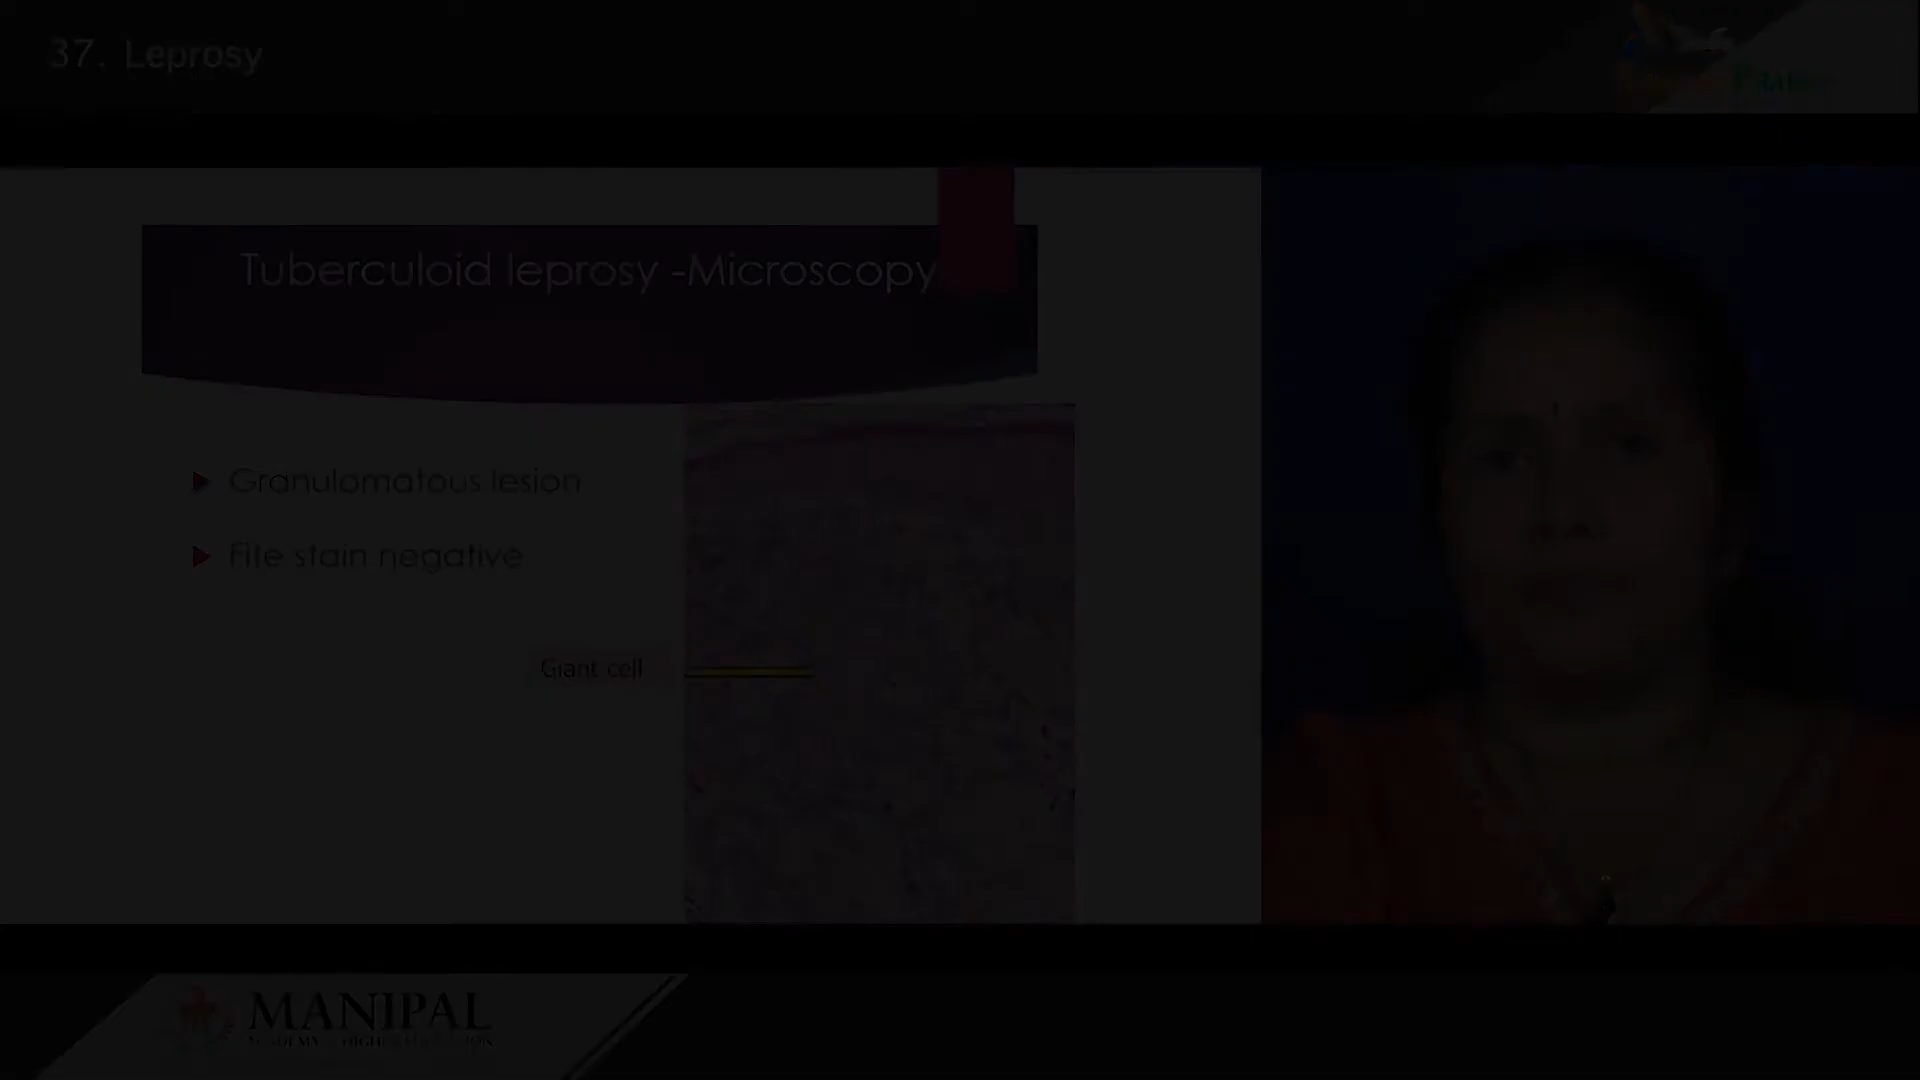 37. Leprosy
Tuberculoid leprosy -Microscopy
Granulomatous lesion
Fite stain negative
Giant cell
MANIPAL